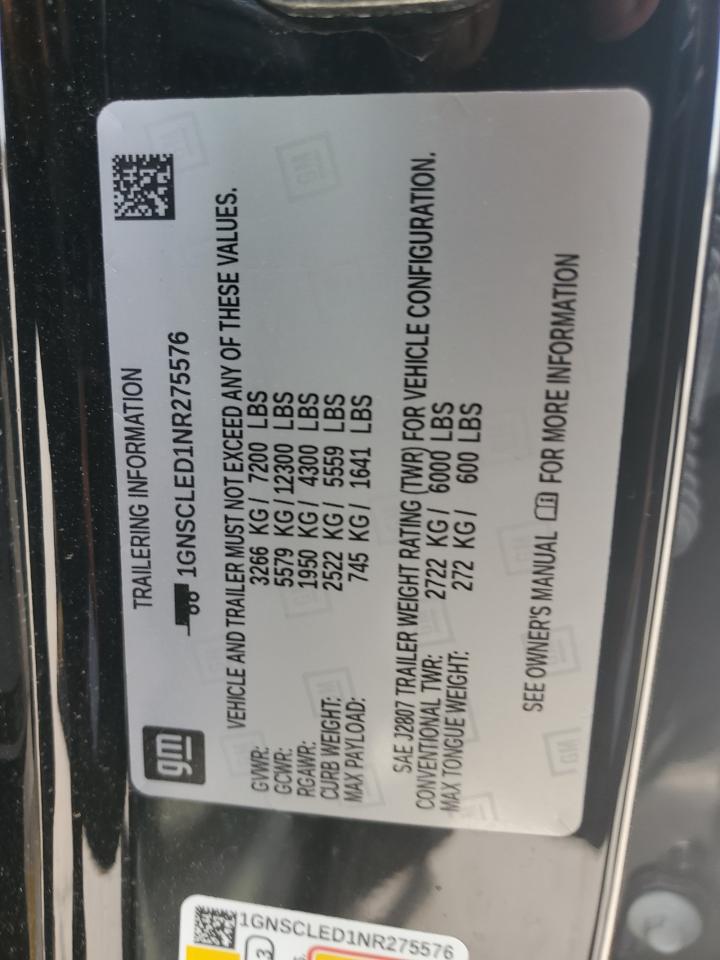 gm
TRAILERING INFORMATION
1GNSCLED1NR275576
VEHICLE AND TRAILER MUST NOT EXCEED ANY OF THESE VALUES.
GVWR: 3266 KG / 7200 LBS
GCWR: 5579 KG / 12300 LBS
RGAWR: 1950 KG / 4300 LBS
CURB WEIGHT: 2522 KG / 5559 LBS
MAX PAYLOAD: 745 KG / 1641 LBS
SAE J2807 TRAILER WEIGHT RATING (TWR) FOR VEHICLE CONFIGURATION.
CONVENTIONAL TWR: 2722 KG / 6000 LBS
MAX TONGUE WEIGHT: 272 KG / 600 LBS
SEE OWNER'S MANUAL FOR MORE INFORMATION
1GNSCLED1NR275576
3